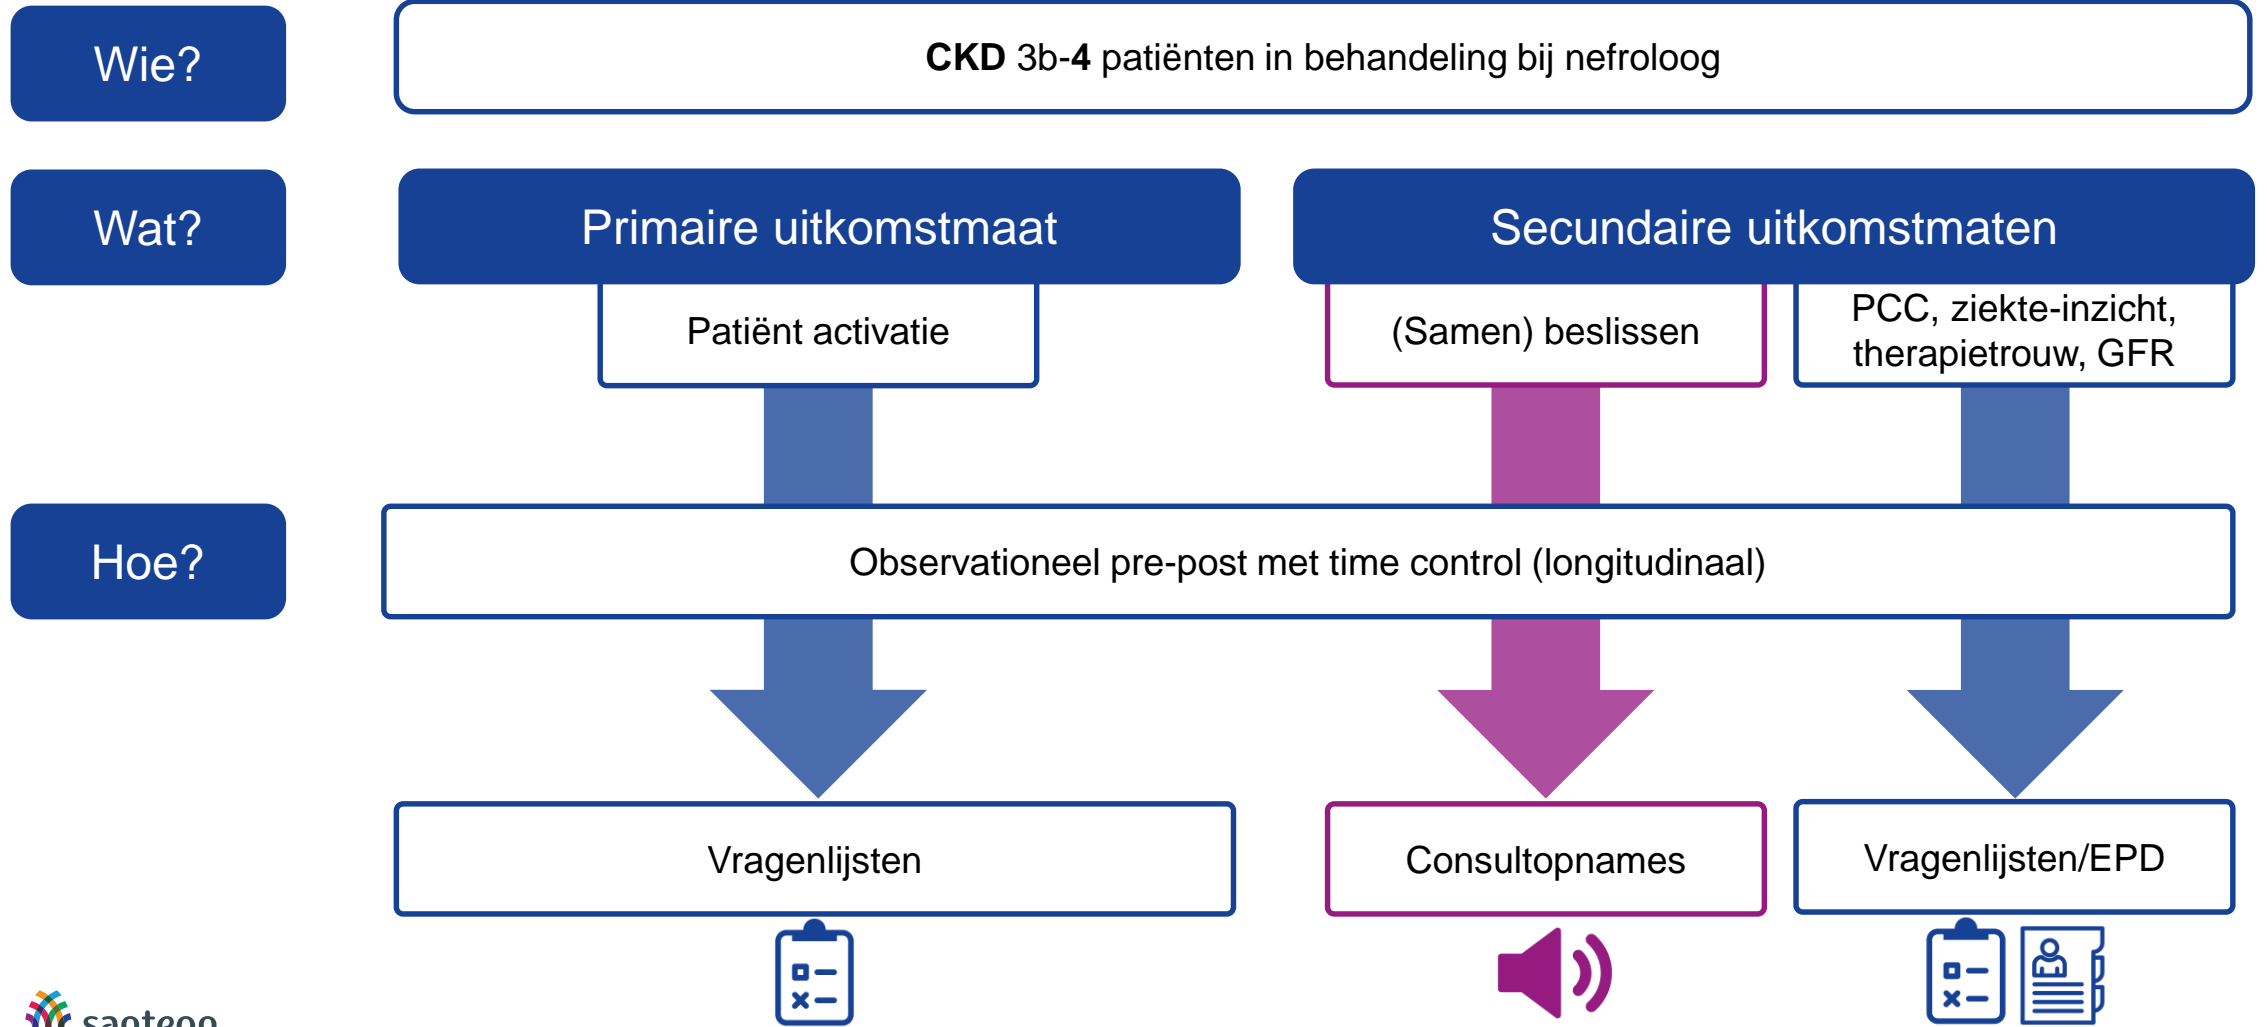 Wie?
CKD 3b-4 patiënten in behandeling bij nefroloog
Wat?
Primaire uitkomstmaat
Secundaire uitkomstmaten
Patiënt activatie
(Samen) beslissen
PCC, ziekte-inzicht,
therapietrouw, GFR
Hoe?
Observationeel pre-post met time control (longitudinaal)
Vragenlijsten
Consultopnames
Vragenlijsten/EPD